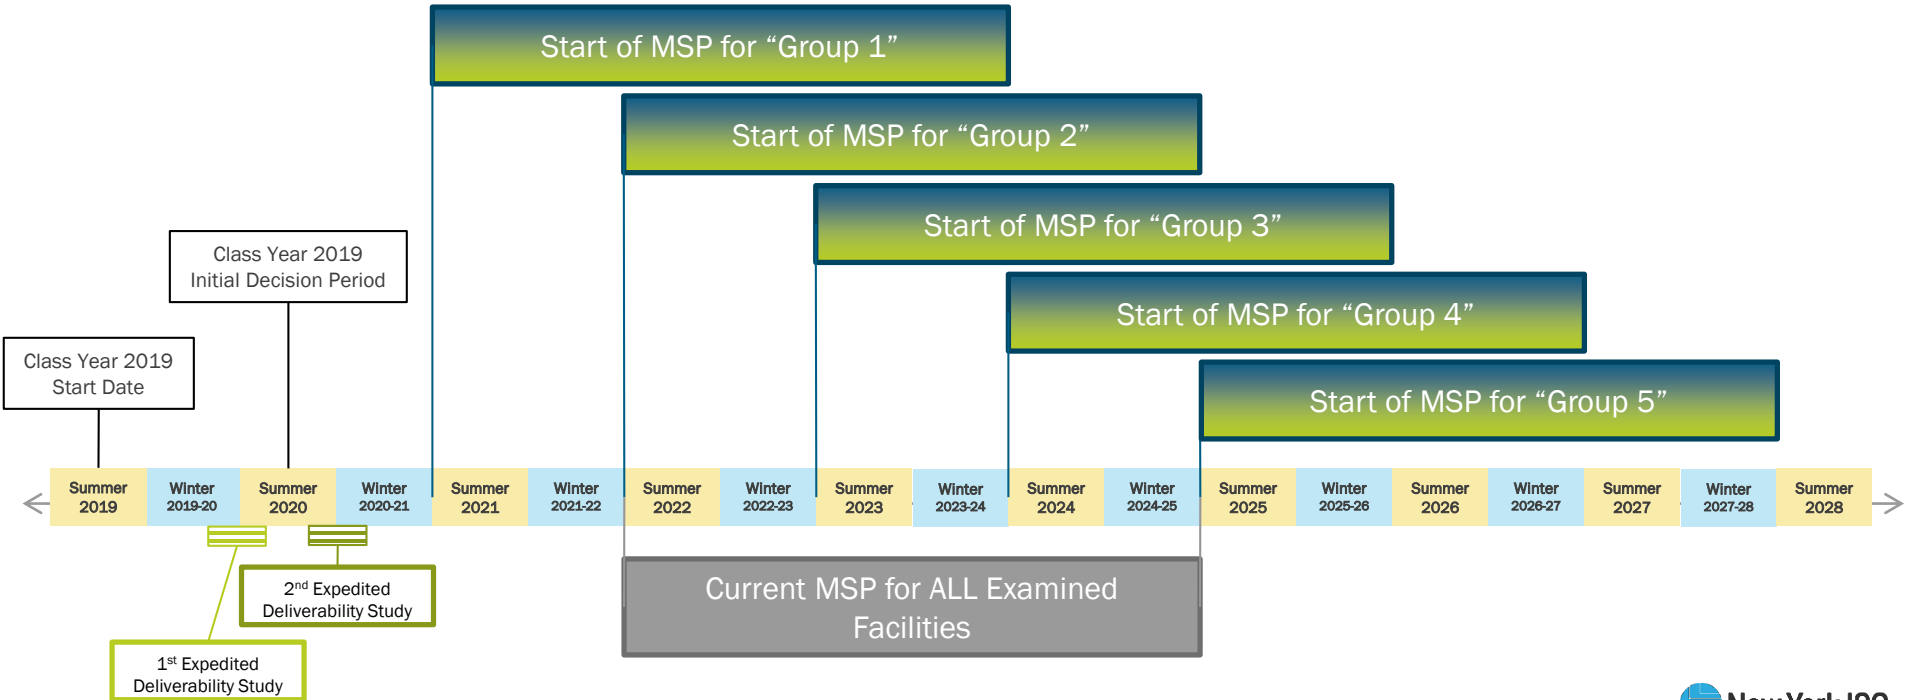 Start of MSP for “Group 1”
Start of MSP for “Group 2”
Start of MSP for “Group 3”
Class Year 2019
Initial Decision Period
Start of MSP for “Group 4”
Class Year 2019
Start Date
Start of MSP for “Group 5”
Summer
2019
Winter
2019-20
Summer
2020
Winter
2020-21
Summer
2021
Winter
2021-22
Summer
2022
Winter
2022-23
Summer
2023
Winter
2023-24
Summer
2024
Winter
2024-25
Summer
2025
Winter
2025-26
Summer
2026
Winter
2026-27
Summer
2027
Winter
2027-28
Summer
2028
2nd Expedited
Deliverability Study
Current MSP for ALL Examined
Facilities
1st Expedited
Deliverability Study
New York ISO